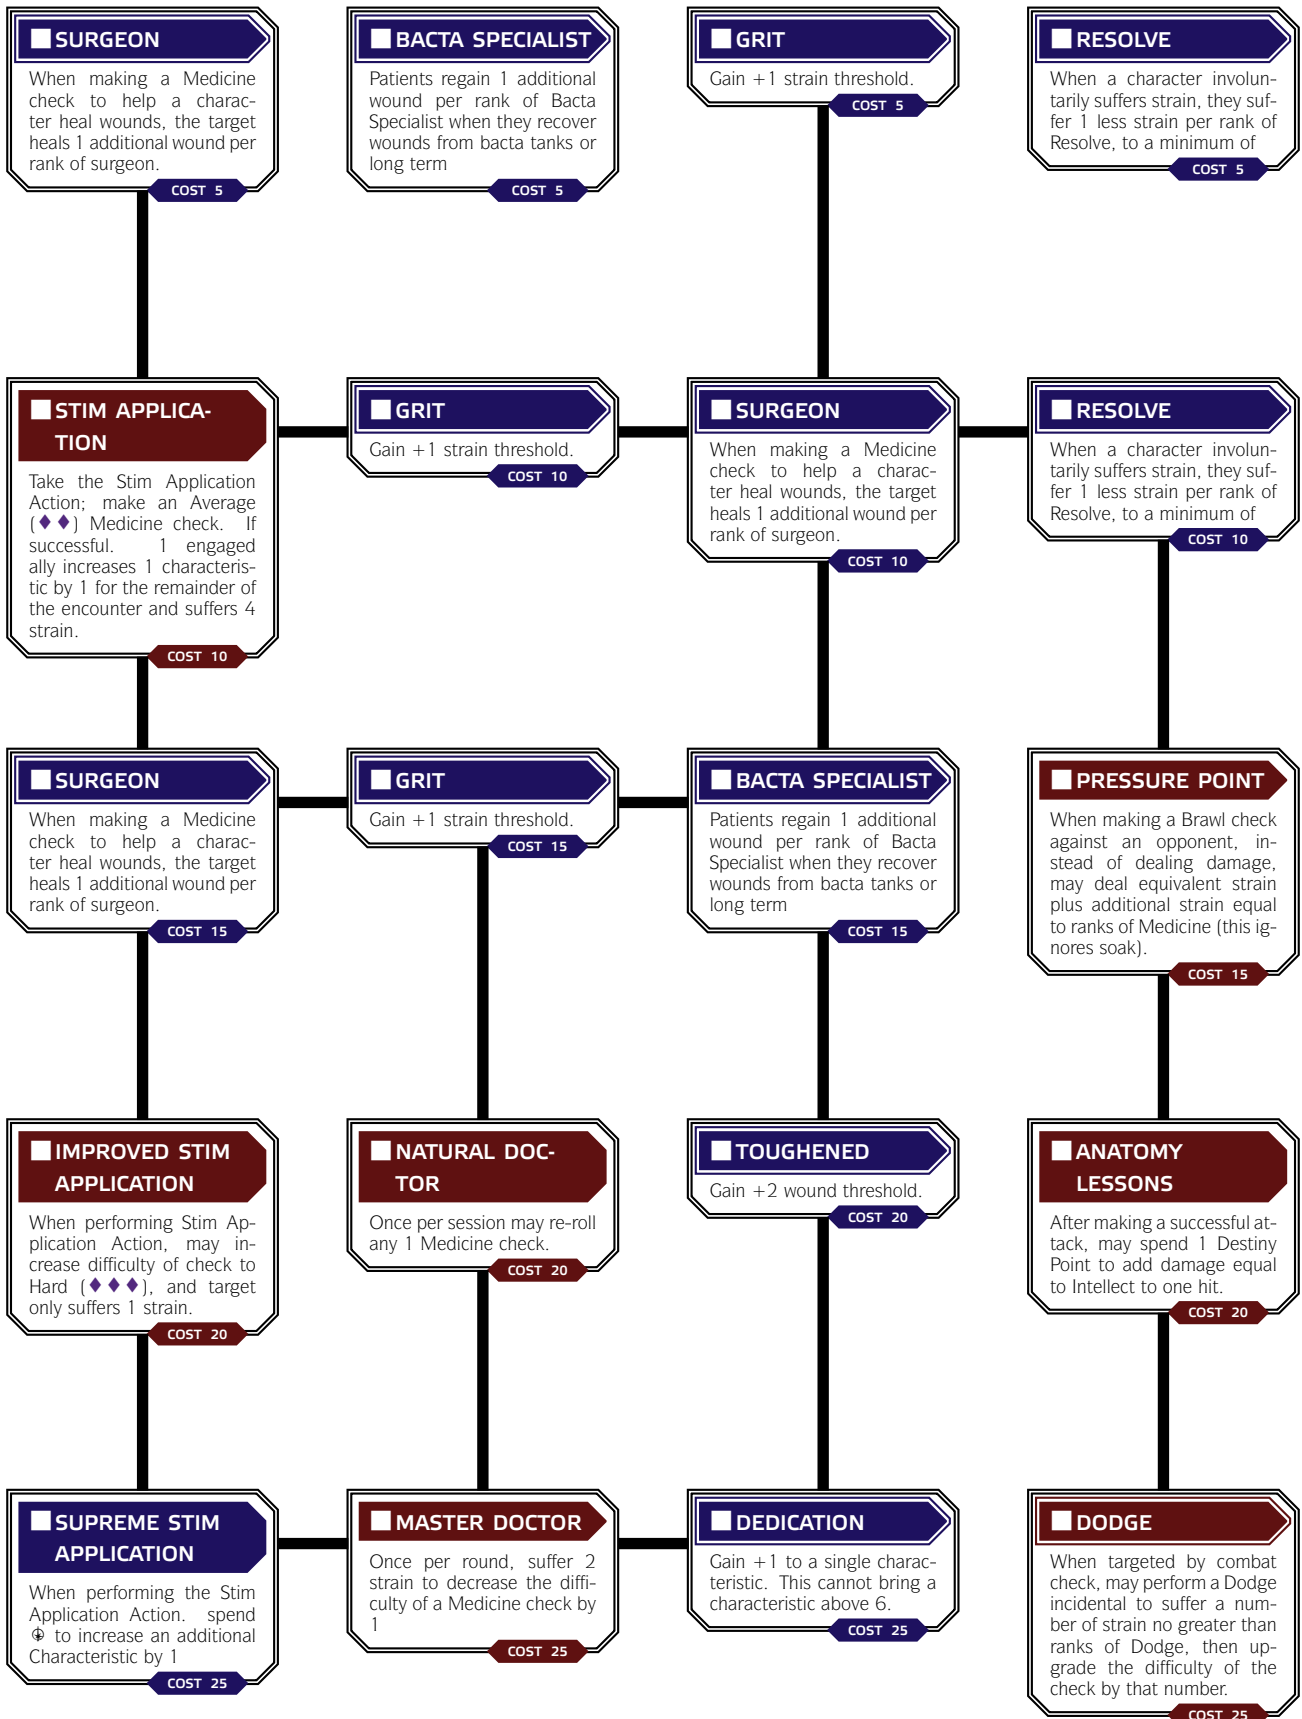 SURGEON
When making a Medicine
check to help a charac-
ter heal wounds, the target
heals 1 additional wound per
rank of surgeon.
COST 5
BACTA SPECIALIST
Patients regain 1 additional
wound per rank of Bacta
Specialist when they recover
wounds from bacta tanks or
long term
COST 5
GRIT
Gain +1 strain threshold.
COST 5
RESOLVE
When a character involun-
tarily suffers strain, they suf-
fer 1 less strain per rank of
Resolve, to a minimum of
COST 5
STIM APPLICA-
TION
Take the Stim Application
Action; make an Average
(♦♦) Medicine check. If
successful. 1 engaged
ally increases 1 characteris-
tic by 1 for the remainder of
the encounter and suffers 4
strain.
COST 10
GRIT
Gain +1 strain threshold.
COST 10
SURGEON
When making a Medicine
check to help a charac-
ter heal wounds, the target
heals 1 additional wound per
rank of surgeon.
COST 10
RESOLVE
When a character involun-
tarily suffers strain, they suf-
fer 1 less strain per rank of
Resolve, to a minimum of
COST 10
SURGEON
When making a Medicine
check to help a charac-
ter heal wounds, the target
heals 1 additional wound per
rank of surgeon.
COST 15
GRIT
Gain +1 strain threshold.
COST 15
BACTA SPECIALIST
Patients regain 1 additional
wound per rank of Bacta
Specialist when they recover
wounds from bacta tanks or
long term
COST 15
PRESSURE POINT
When making a Brawl check
against an opponent, in-
stead of dealing damage,
may deal equivalent strain
plus additional strain equal
to ranks of Medicine (this ig-
nores soak).
COST 15
IMPROVED STIM
APPLICATION
When performing Stim Ap-
plication Action, may in-
crease difficulty of check to
Hard (♦♦♦), and target
only suffers 1 strain.
COST 20
NATURAL DOC-
TOR
Once per session may re-roll
any 1 Medicine check.
COST 20
TOUGHENED
Gain +2 wound threshold.
COST 20
ANATOMY
LESSONS
After making a successful at-
tack, may spend 1 Destiny
Point to add damage equal
to Intellect to one hit.
COST 20
SUPREME STIM
APPLICATION
When performing the Stim
Application Action. spend
to increase an additional
Characteristic by 1
COST 25
MASTER DOCTOR
Once per round, suffer 2
strain to decrease the diffi-
culty of a Medicine check by
1
COST 25
DEDICATION
Gain +1 to a single charac-
teristic. This cannot bring a
characteristic above 6.
COST 25
DODGE
When targeted by combat
check, may perform a Dodge
incidental to suffer a num-
ber of strain no greater than
ranks of Dodge, then up-
grade the difficulty of the
check by that number.
COST 25